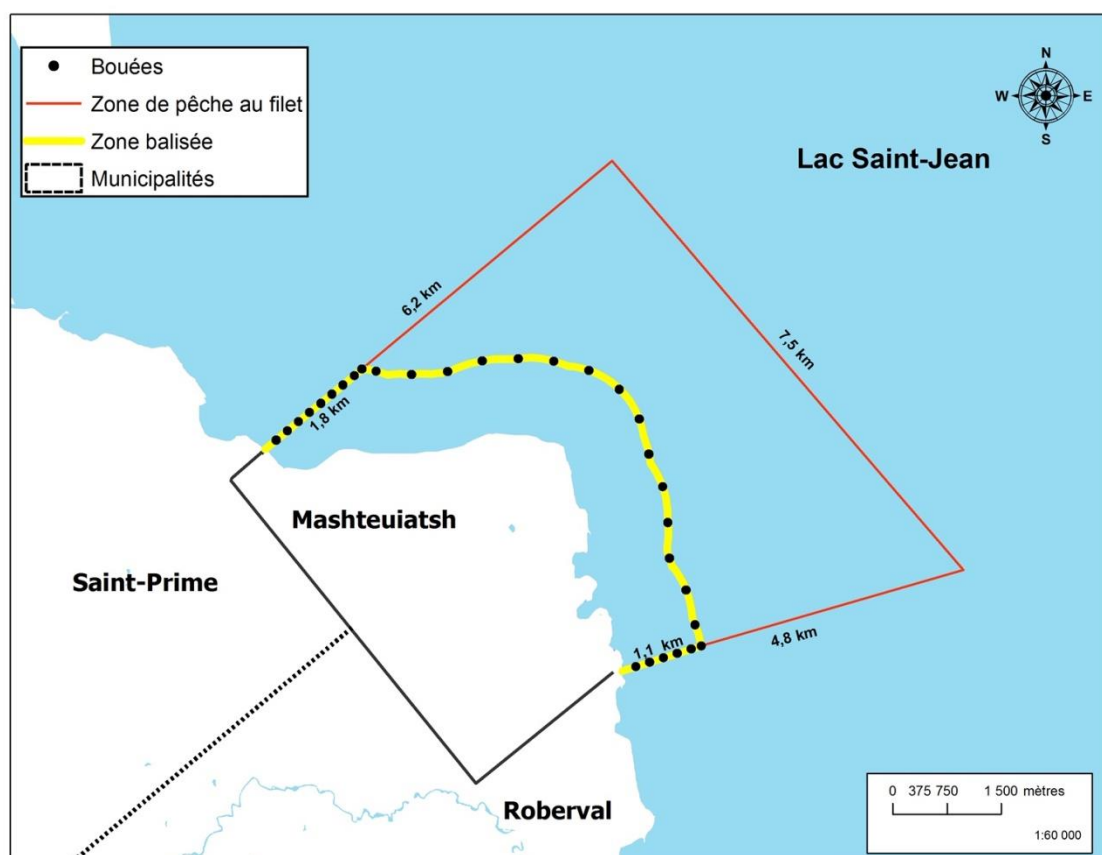 Bouées
Zone de pêche au filet
Zone balisée
Municipalités
N
W
E
S
Lac Saint-Jean
6,2 km
7,5 km
1,8 km
Mashteuiatsh
Saint-Prime
1,1 km
4,8 km
Roberval
0 375 750 1 500 mètres
1:60 000